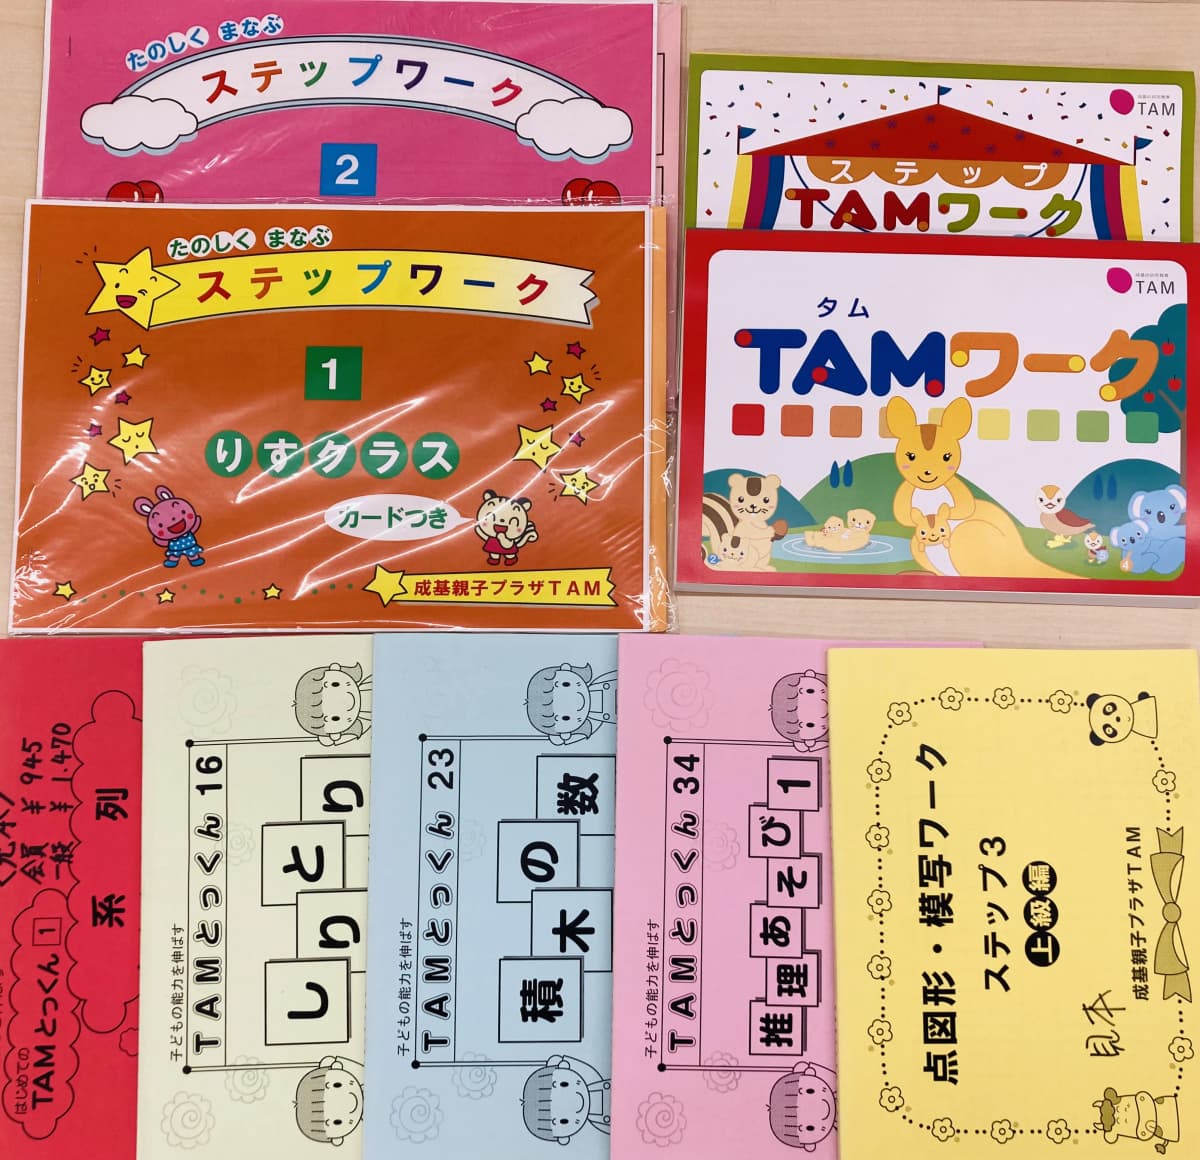 たのしく まなぶ
ステップワーク
2
たのしく まなぶ
ステップワーク
1
りすクラス
カードつき
成基親子プラザTAM
TAM
ステップ
TAMワーク
TAM
タム
TAMワーク
2
4
会員 ¥945
一般 ¥1,470
系列
はじめての
TAMとっくん 1
子どもの能力を伸ばす
TAMとっくん 16
しりとり
子どもの能力を伸ばす
TAMとっくん 23
積木の数
子どもの能力を伸ばす
TAMとっくん 34
推理あそび1
点図形・模写ワーク
ステップ3
上級編
成基親子プラザTAM
見本